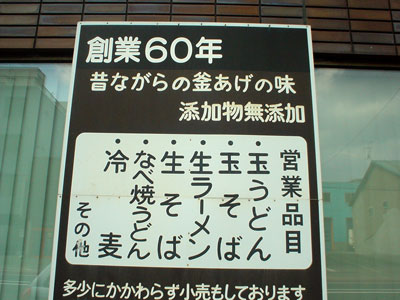 創業60年
昔ながらの釜あげの味
添加物無添加
営業品目
・玉うどん
・玉そば
・生ラーメン
・生そば
・なべ焼うどん
・冷麦
その他
多少にかかわらず小売もしております